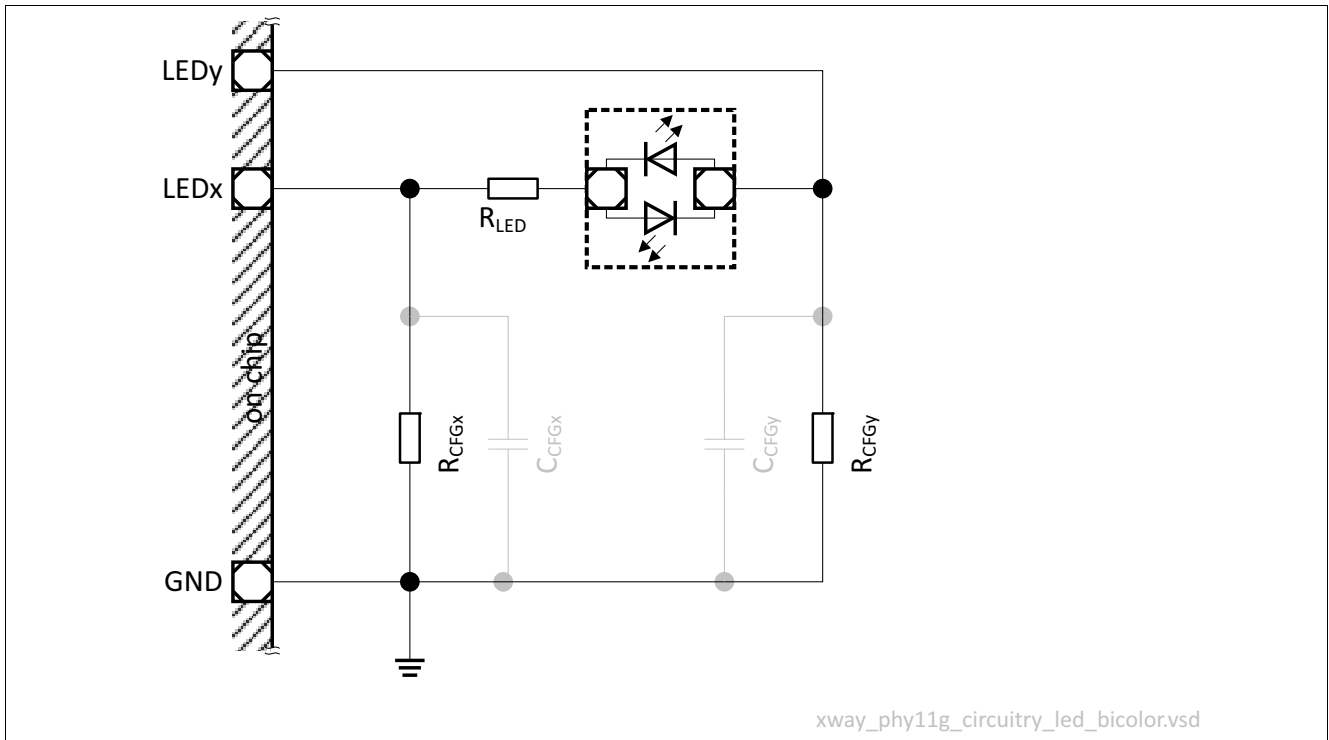 LEDy
LEDx
RLED
on chip
RCFGx
CCFGx
CCFGy
RCFGy
GND
xway_phy11g_circuitry_led_bicolor.vsd